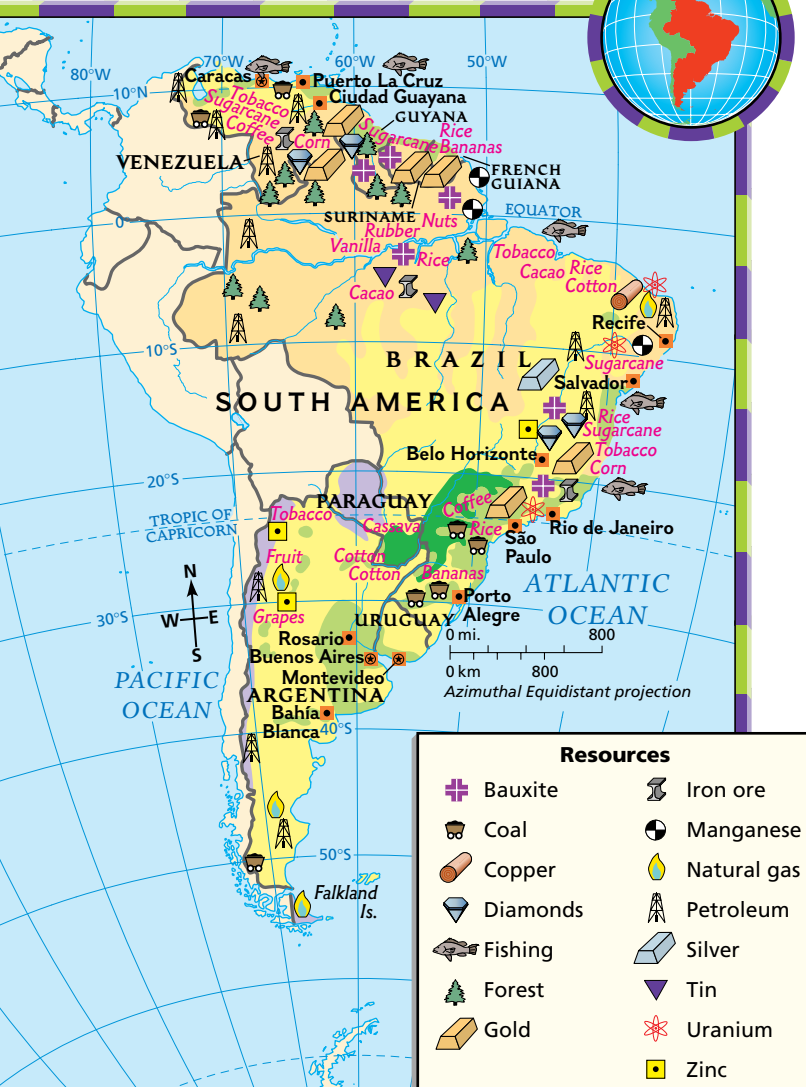 80°W
70°W
60°W
50°W
10°N
Caracas
Puerto La Cruz
Ciudad Guayana
Tobacco
Sugarcane
Coffee
Corn
GUYANA
Sugarcane
Rice
Bananas
VENEZUELA
FRENCH
GUIANA
SURINAME
Nuts
EQUATOR
0°
Rubber
Vanilla
Rice
Cacao
Tobacco
Cacao
Rice
Cotton
Recife
10°S
BRAZIL
Sugarcane
Salvador
SOUTH AMERICA
Rice
Sugarcane
Belo Horizonte
Tobacco
Corn
20°S
PARAGUAY
Coffee
TROPIC OF
CAPRICORN
Tobacco
Cassava
Rice
São
Paulo
Rio de Janeiro
Fruit
Cotton
Cotton
Bananas
ATLANTIC
OCEAN
N
W
E
S
30°S
Grapes
Porto
Alegre
URUGUAY
Rosario
Buenos Aires
Montevideo
0 mi.
800
0 km
800
Azimuthal Equidistant projection
PACIFIC
OCEAN
ARGENTINA
Bahía
Blanca
40°S
50°S
Falkland
Is.
Resources
Bauxite
Iron ore
Coal
Manganese
Copper
Natural gas
Diamonds
Petroleum
Fishing
Silver
Forest
Tin
Gold
Uranium
Zinc